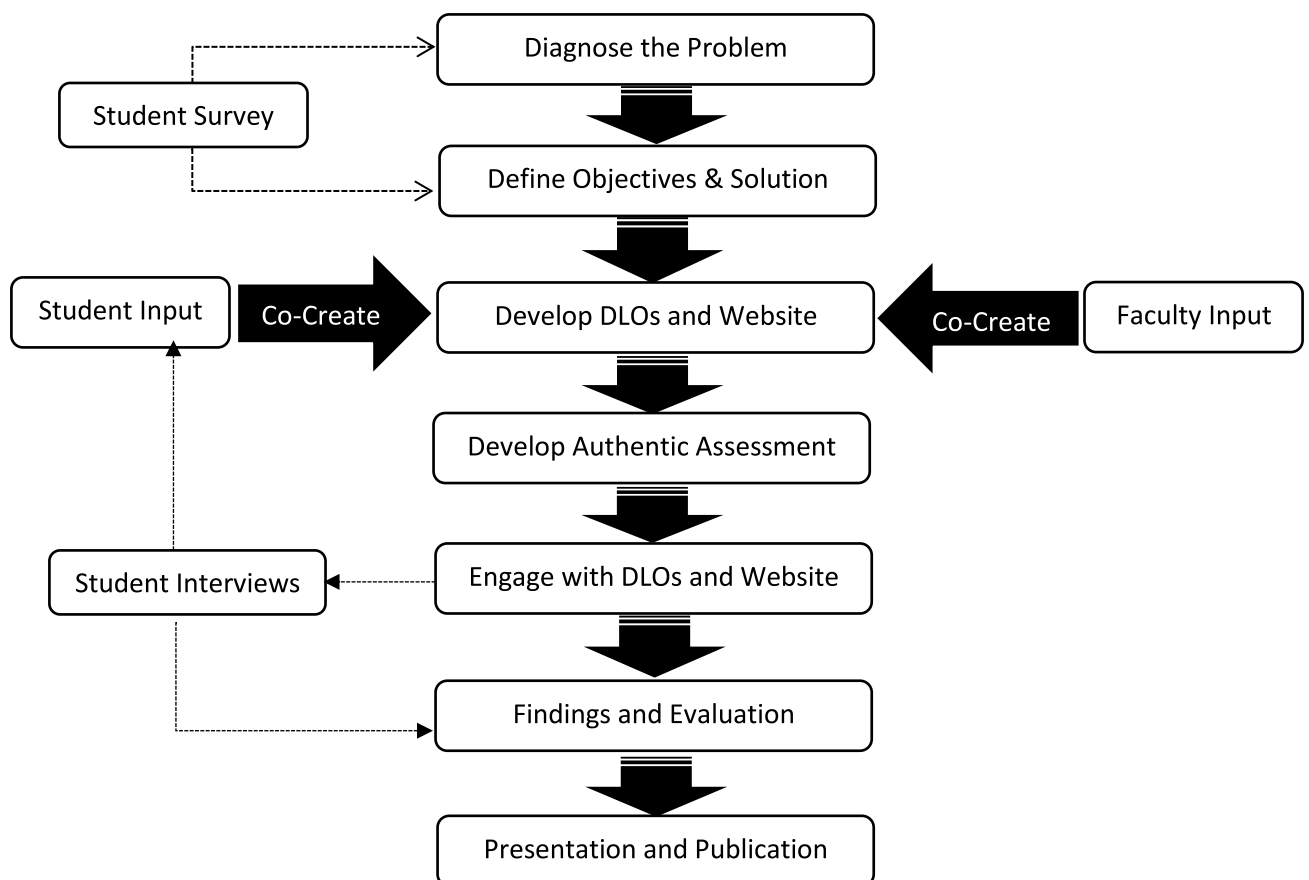 Diagnose the Problem
Student Survey
Define Objectives & Solution
Student Input
Co-Create
Develop DLOs and Website
Co-Create
Faculty Input
Develop Authentic Assessment
Student Interviews
Engage with DLOs and Website
Findings and Evaluation
Presentation and Publication